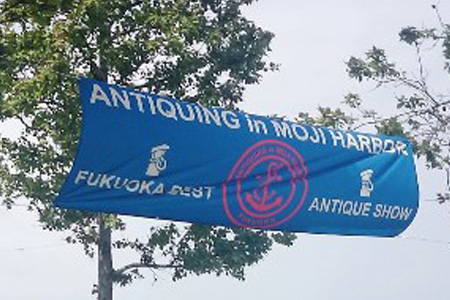 ANTIQUING in MOJI HARBOR
FUKUOKA BEST
ANTIQUE SHOW